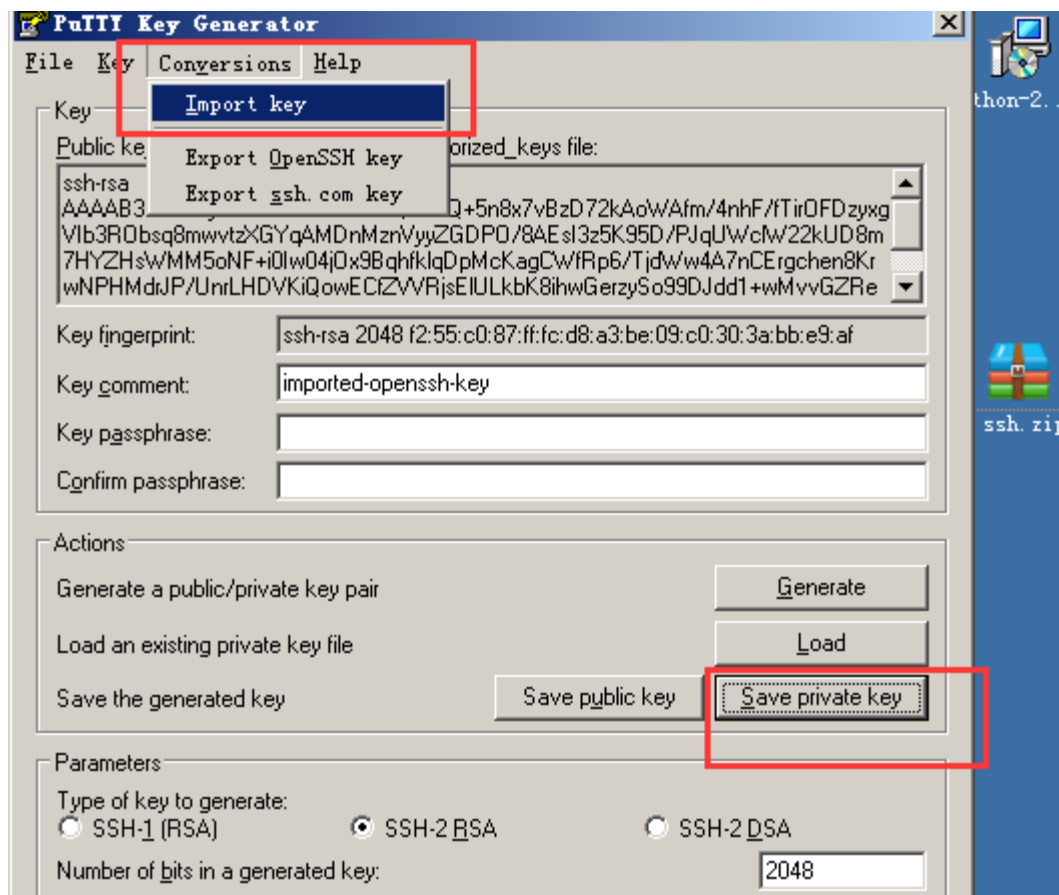 PuTTY Key Generator
File Key Conversions Help
thon-2..
Import key
Key
Public ke
orized_keys file:
Export OpenSSH key
Export ssh.com key
ssh-rsa
AAAAB3
Q+5n8x7vBzD72kAoWAfm/4nhF/fTirOFDzyxg
VIb3RObsq8mwvtzXGYqAMDnMznVyyZGDPO/8AEsI3z5K95D/PJqUWclW22kUD8m
7HYZHsWMM5oNF+i0Iw04jOx9BqhfkIqDpMcKagCWfRp6/TjdWw4A7nCErgchen8Kr
wNPHMdrJP/UnrLHDVKiQowECfZVVRjsEIULkbK8ihwGerzySo99DJdd1+wMvvGZRe
Key fingerprint: ssh-rsa 2048 f2:55:c0:87:ff:fc:d8:a3:be:09:c0:30:3a:bb:e9:af
Key comment: imported-openssh-key
ssh.zip
Key passphrase:
Confirm passphrase:
Actions
Generate a public/private key pair Generate
Load an existing private key file Load
Save the generated key Save public key Save private key
Parameters
Type of key to generate:
SSH-1 (RSA) SSH-2 RSA SSH-2 DSA
Number of bits in a generated key: 2048